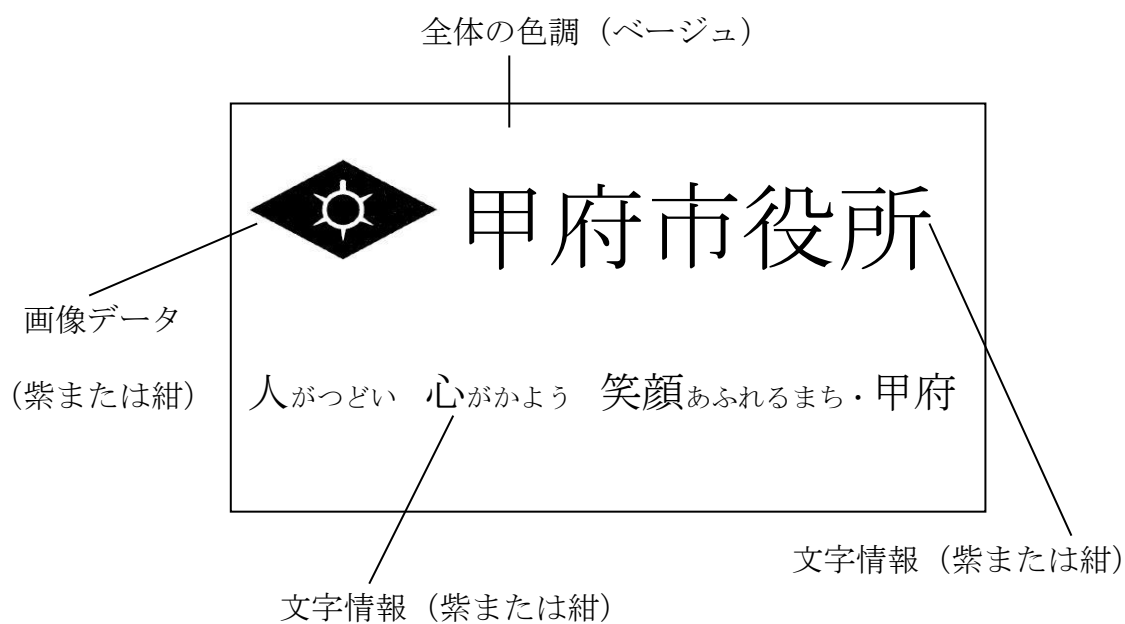 全体の色調（ベージュ）
甲府市役所
画像データ
（紫または紺）
人がつどい　心がかよう　笑顔あふれるまち・甲府
文字情報（紫または紺）
文字情報（紫または紺）